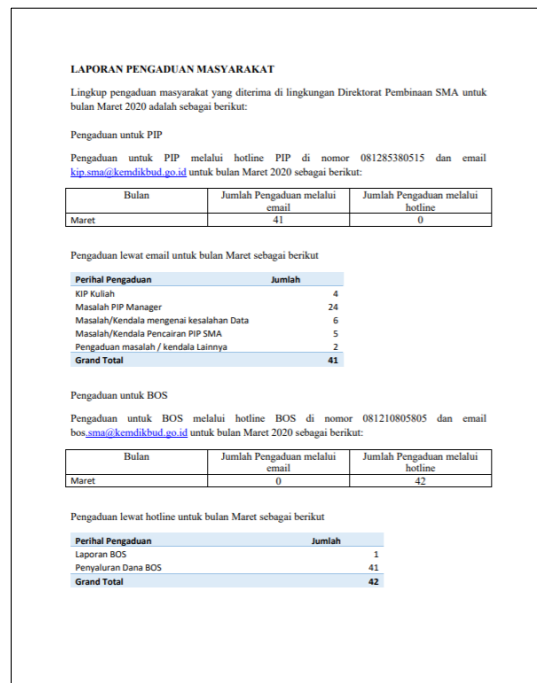 LAPORAN PENGADUAN MASYARAKAT
Lingkup pengaduan masyarakat yang diterima di lingkungan Direktorat Pembinaan SMA untuk
bulan Maret 2020 adalah sebagai berikut:
Pengaduan untuk PIP
Pengaduan untuk PIP melalui hotline PIP di nomor 081285380515 dan email
kip.sma@kemdikbud.go.id untuk bulan Maret 2020 sebagai berikut:
Bulan Jumlah Pengaduan melalui email Jumlah Pengaduan melalui hotline
Maret 41 0
Pengaduan lewat email untuk bulan Maret sebagai berikut
Perihal Pengaduan Jumlah
KIP Kuliah 4
Masalah PIP Manager 24
Masalah/Kendala mengenai kesalahan Data 6
Masalah/Kendala Pencairan PIP SMA 5
Pengaduan masalah / kendala Lainnya 2
Grand Total 41
Pengaduan untuk BOS
Pengaduan untuk BOS melalui hotline BOS di nomor 081210805805 dan email
bos.sma@kemdikbud.go.id untuk bulan Maret 2020 sebagai berikut:
Bulan Jumlah Pengaduan melalui email Jumlah Pengaduan melalui hotline
Maret 0 42
Pengaduan lewat hotline untuk bulan Maret sebagai berikut
Perihal Pengaduan Jumlah
Laporan BOS 1
Penyaluran Dana BOS 41
Grand Total 42